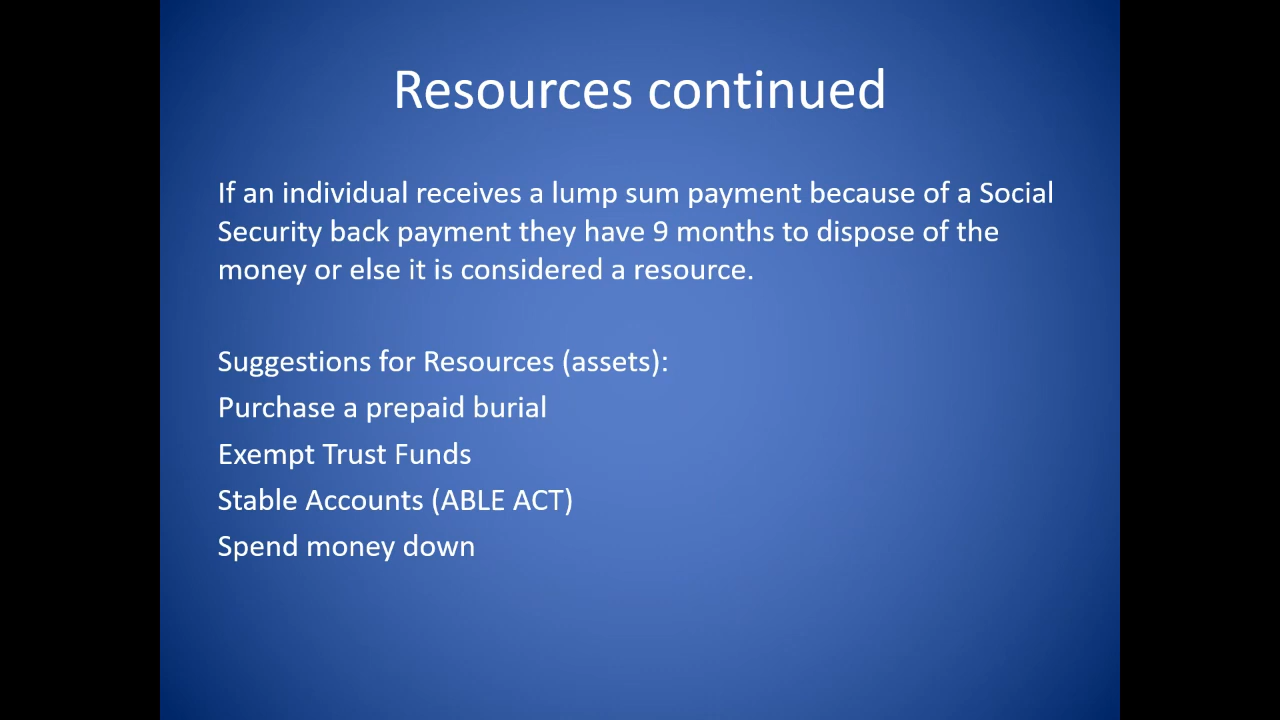 Resources continued
If an individual receives a lump sum payment because of a Social
Security back payment they have 9 months to dispose of the
money or else it is considered a resource.
Suggestions for Resources (assets):
Purchase a prepaid burial
Exempt Trust Funds
Stable Accounts (ABLE ACT)
Spend money down